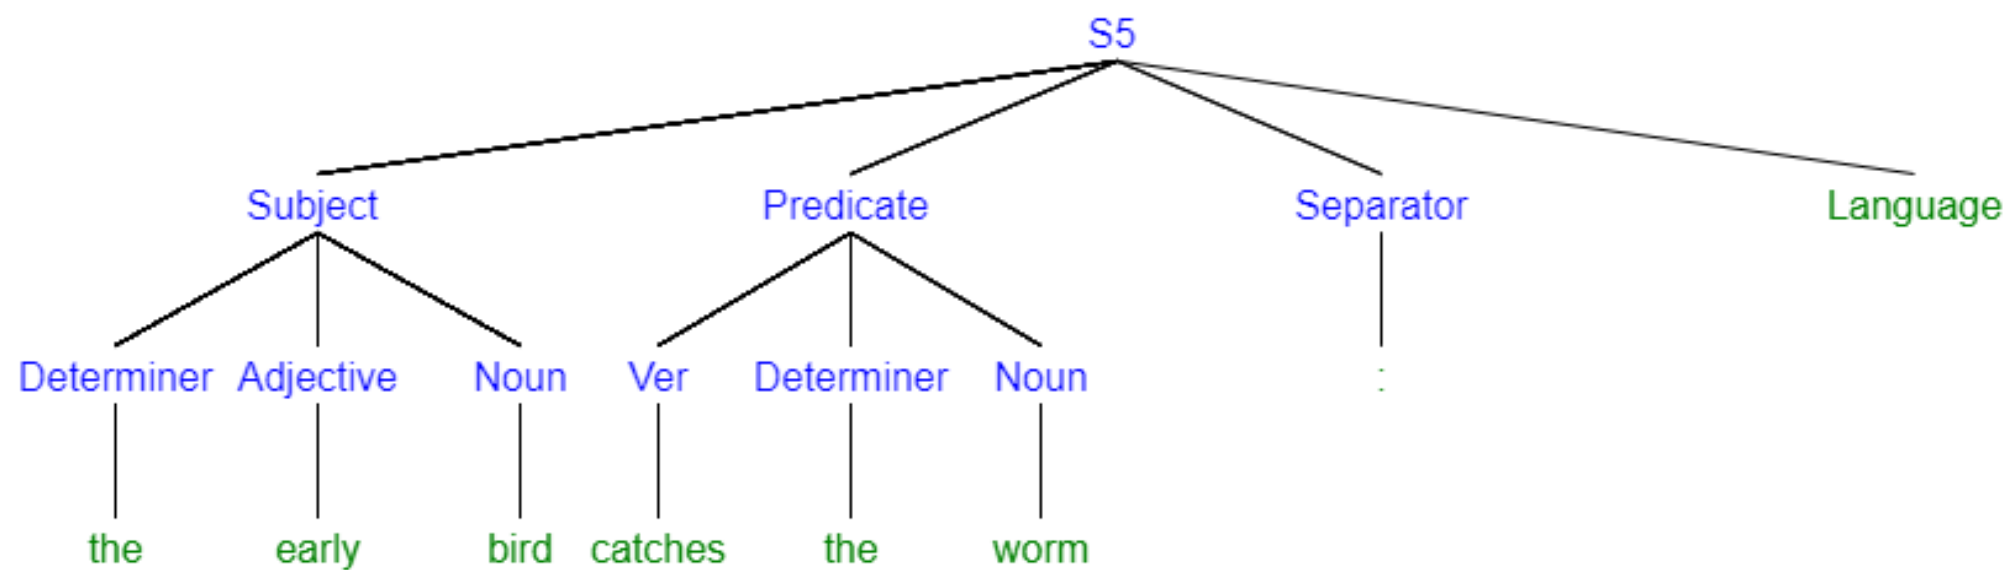 S5
Subject Predicate Separator Language
Determiner Adjective Noun Ver Determiner Noun :
the early bird catches the worm